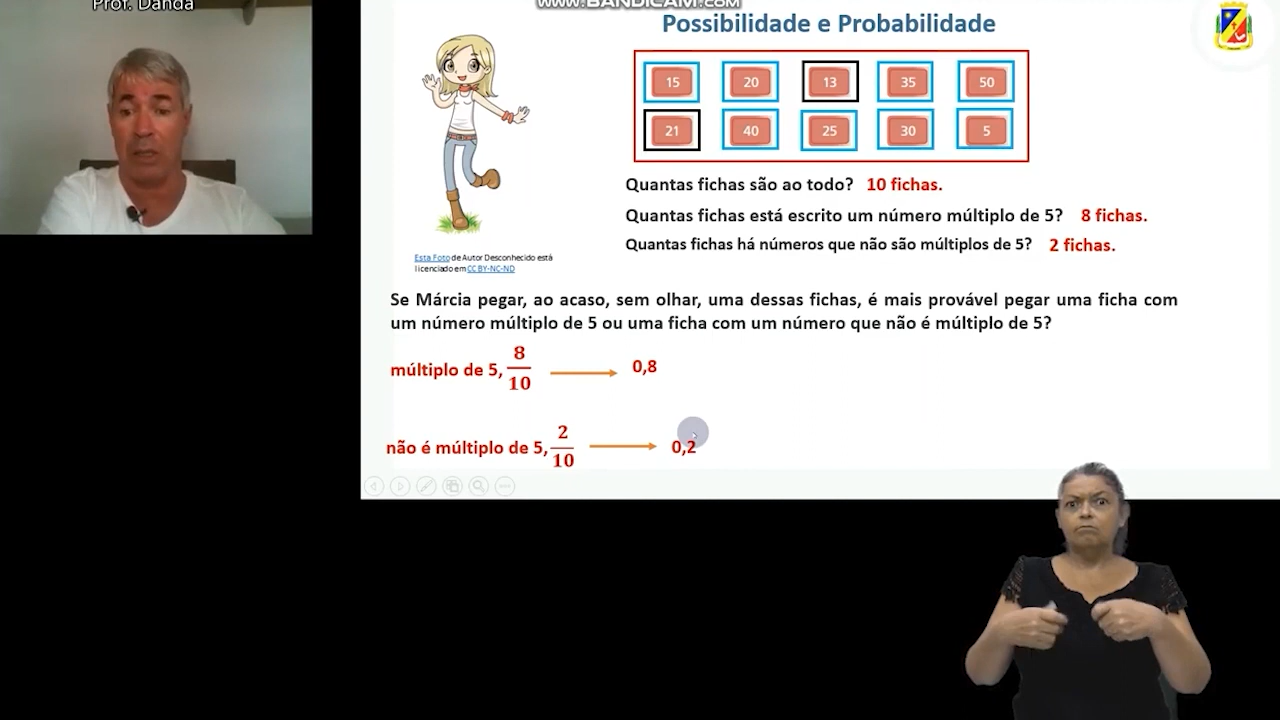 Prof. Danda
WWW.BANDICAM.COM
Possibilidade e Probabilidade
15 20 13 35 50
21 40 25 30 5
Quantas fichas são ao todo? 10 fichas.
Quantas fichas está escrito um número múltiplo de 5? 8 fichas.
Quantas fichas há números que não são múltiplos de 5? 2 fichas.
Esta Foto de Autor Desconhecido está
licenciado em CC BY-NC-ND
Se Márcia pegar, ao acaso, sem olhar, uma dessas fichas, é mais provável pegar uma ficha com
um número múltiplo de 5 ou uma ficha com um número que não é múltiplo de 5?
múltiplo de 5, 8/10 0,8
não é múltiplo de 5, 2/10 0,2